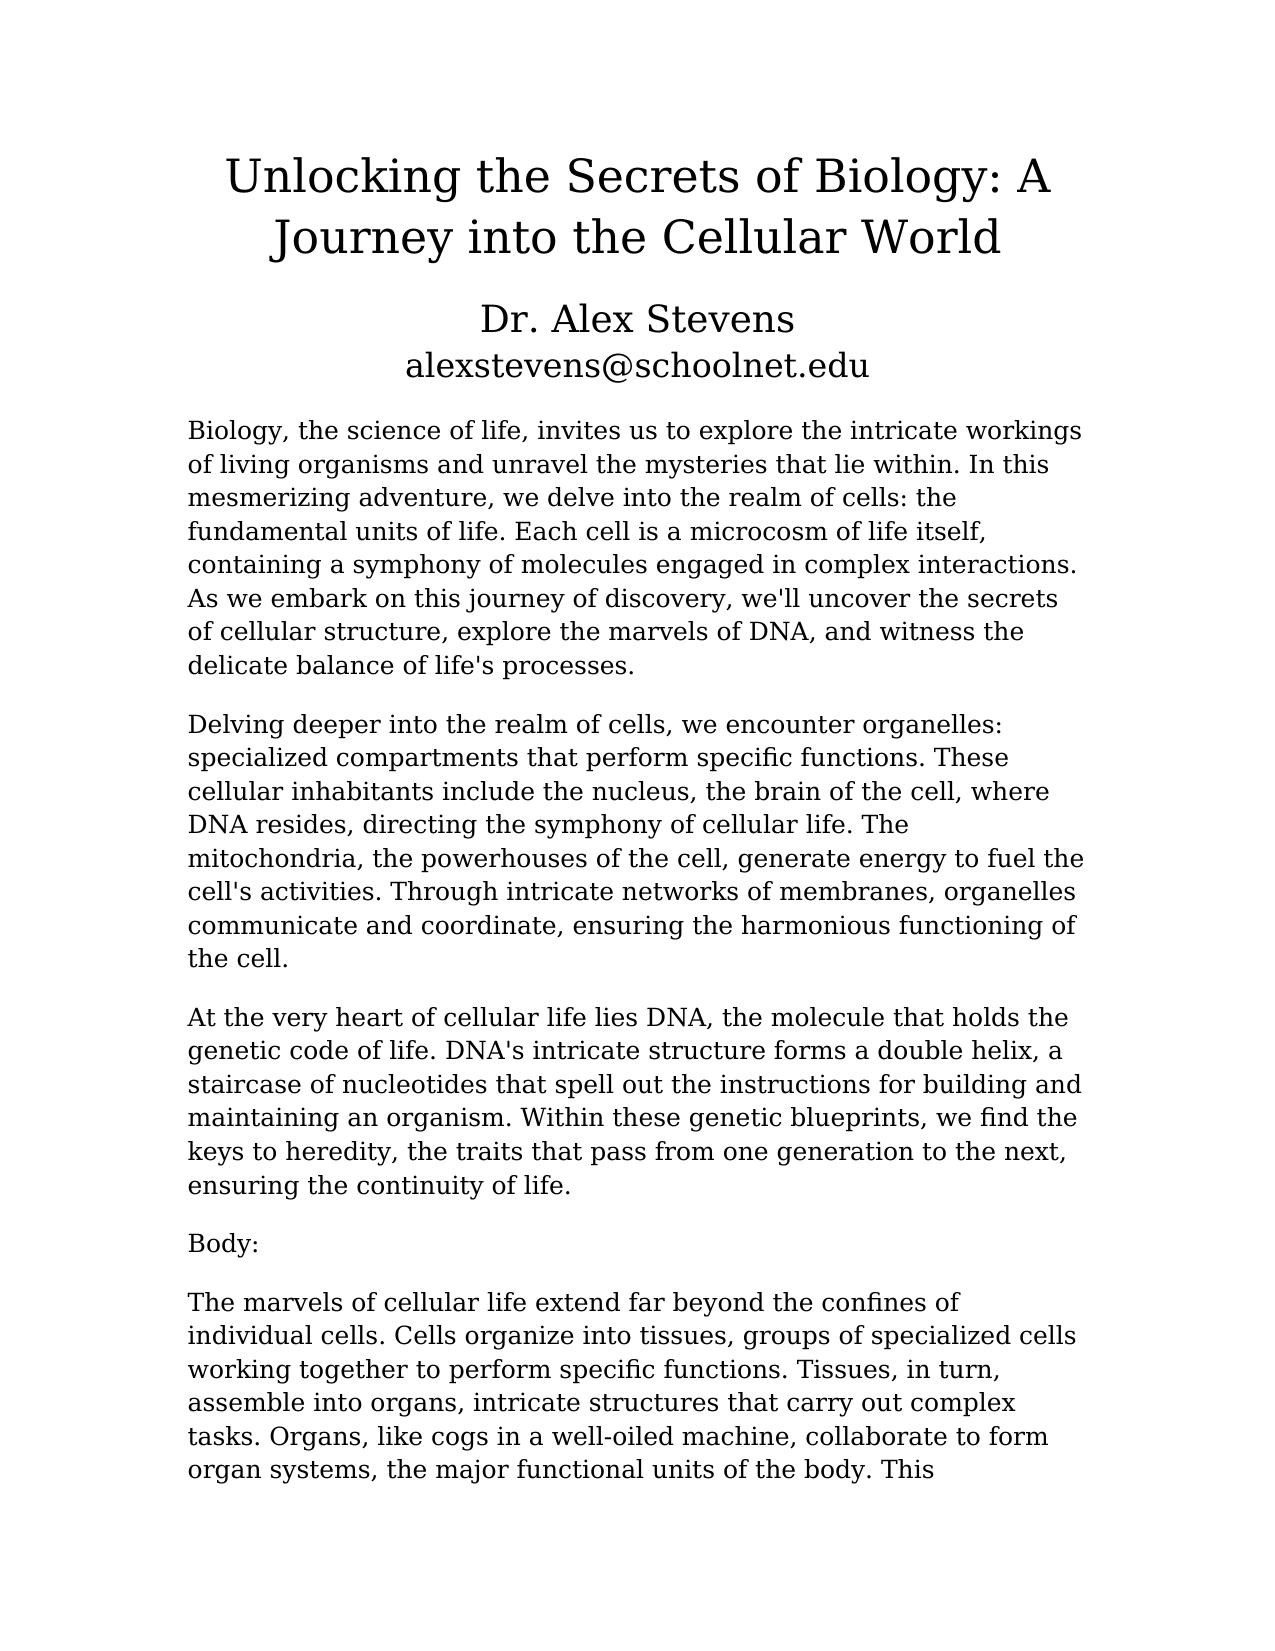 Unlocking the Secrets of Biology: A
Journey into the Cellular World
Dr. Alex Stevens
alexstevens@schoolnet.edu
Biology, the science of life, invites us to explore the intricate workings
of living organisms and unravel the mysteries that lie within. In this
mesmerizing adventure, we delve into the realm of cells: the
fundamental units of life. Each cell is a microcosm of life itself,
containing a symphony of molecules engaged in complex interactions.
As we embark on this journey of discovery, we'll uncover the secrets
of cellular structure, explore the marvels of DNA, and witness the
delicate balance of life's processes.
Delving deeper into the realm of cells, we encounter organelles:
specialized compartments that perform specific functions. These
cellular inhabitants include the nucleus, the brain of the cell, where
DNA resides, directing the symphony of cellular life. The
mitochondria, the powerhouses of the cell, generate energy to fuel the
cell's activities. Through intricate networks of membranes, organelles
communicate and coordinate, ensuring the harmonious functioning of
the cell.
At the very heart of cellular life lies DNA, the molecule that holds the
genetic code of life. DNA's intricate structure forms a double helix, a
staircase of nucleotides that spell out the instructions for building and
maintaining an organism. Within these genetic blueprints, we find the
keys to heredity, the traits that pass from one generation to the next,
ensuring the continuity of life.
Body:
The marvels of cellular life extend far beyond the confines of
individual cells. Cells organize into tissues, groups of specialized cells
working together to perform specific functions. Tissues, in turn,
assemble into organs, intricate structures that carry out complex
tasks. Organs, like cogs in a well-oiled machine, collaborate to form
organ systems, the major functional units of the body. This